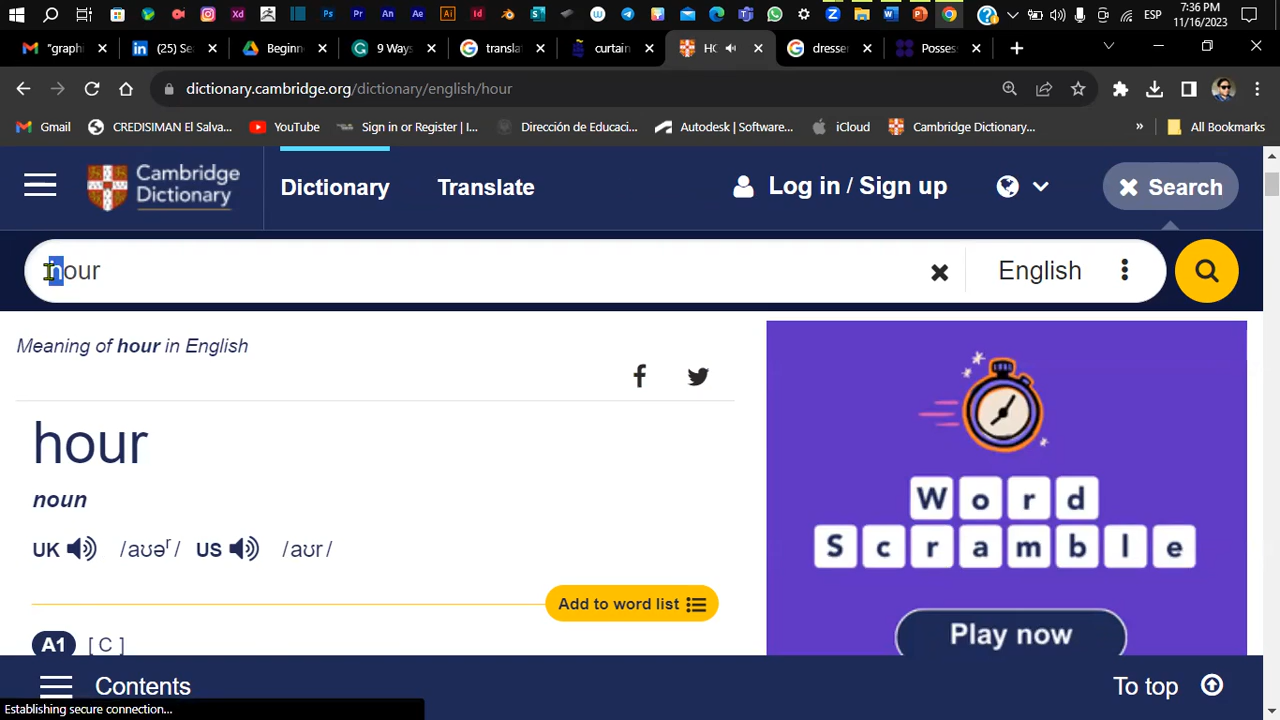 7:36 PM
ESP
11/16/2023
"graph
(25) Se
Beginn
9 Way
transla
curtain
HO
dresse
Posses
dictionary.cambridge.org/dictionary/english/hour
Gmail
CREDISIMAN El Salva...
YouTube
Sign in or Register | I...
Dirección de Educaci...
Autodesk | Software...
iCloud
Cambridge Dictionary...
»
All Bookmarks
Cambridge Dictionary
Dictionary
Translate
Log in / Sign up
Search
hour
English
Meaning of hour in English
hour
noun
UK /aʊəʳ/ US /aʊr/
Add to word list
A1 [ C ]
Word
Scramble
Play now
Contents
To top
Establishing secure connection...